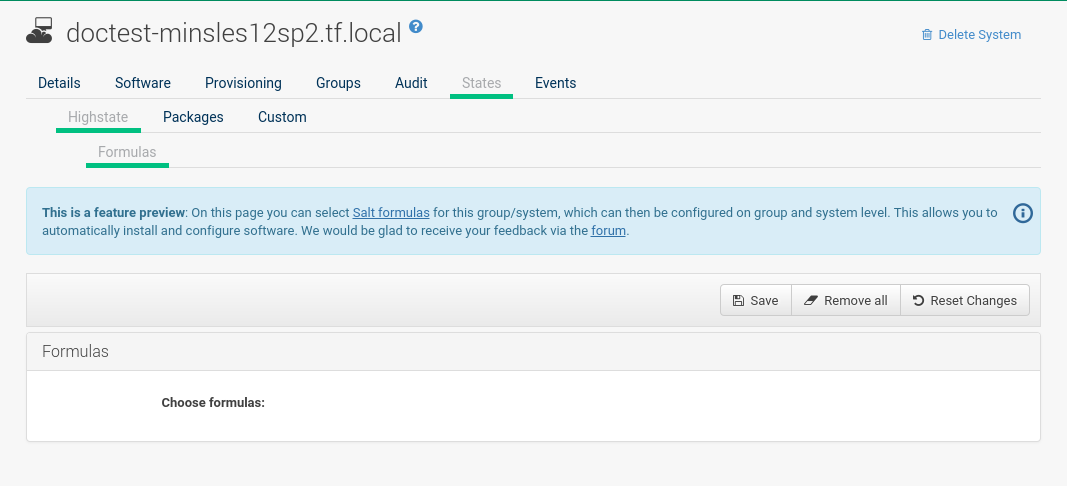 doctest-minsles12sp2.tf.local ?
Delete System
Details Software Provisioning Groups Audit States Events
Highstate Packages Custom
Formulas
This is a feature preview: On this page you can select Salt formulas for this group/system, which can then be configured on group and system level. This allows you to
automatically install and configure software. We would be glad to receive your feedback via the forum.
Save Remove all Reset Changes
Formulas
Choose formulas: